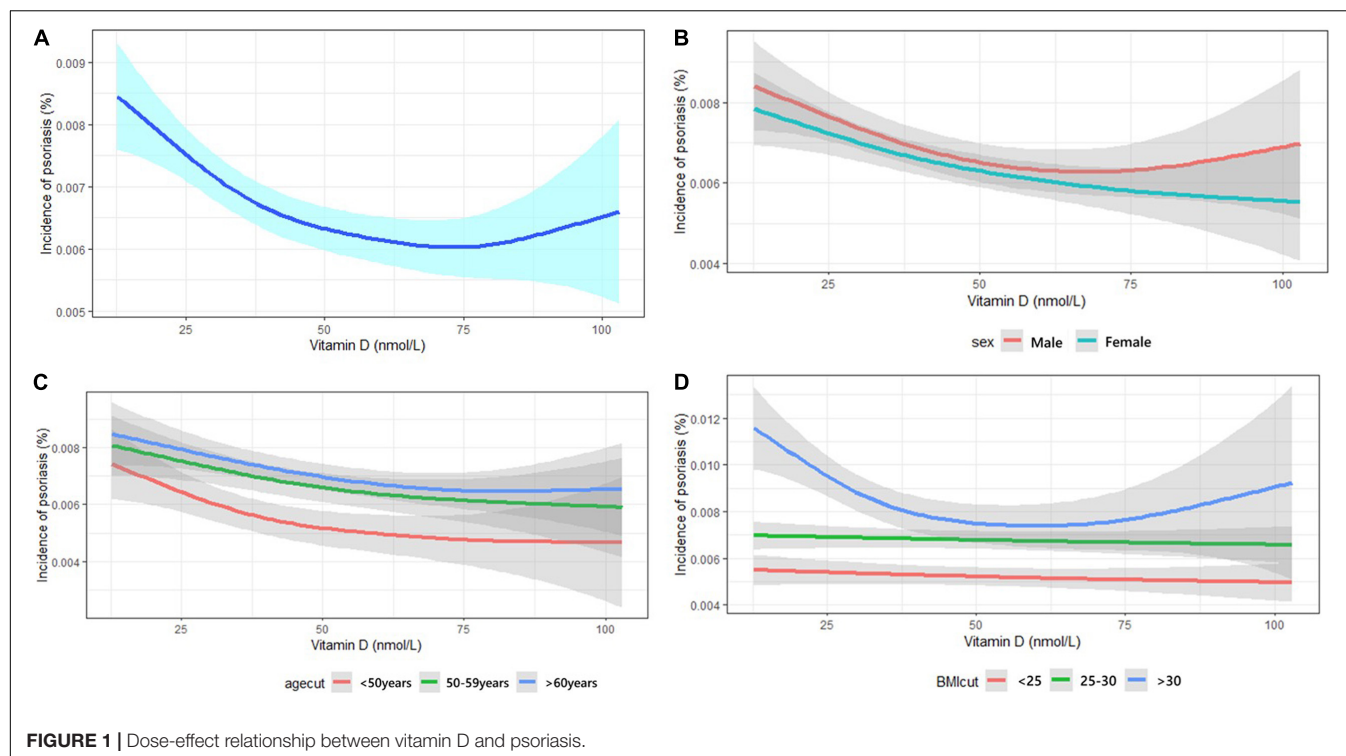 A
Incidence of psoriasis (%)
0.009
0.008
0.007
0.006
0.005
25 50 75 100
Vitamin D (nmol/L)
B
Incidence of psoriasis (%)
0.008
0.006
0.004
25 50 75 100
Vitamin D (nmol/L)
sex Male Female
C
Incidence of psoriasis (%)
0.008
0.006
0.004
25 50 75 100
Vitamin D (nmol/L)
agecut <50years 50-59years >60years
D
Incidence of psoriasis (%)
0.012
0.010
0.008
0.006
0.004
25 50 75 100
Vitamin D (nmol/L)
BMIcut <25 25-30 >30
FIGURE 1 | Dose-effect relationship between vitamin D and psoriasis.